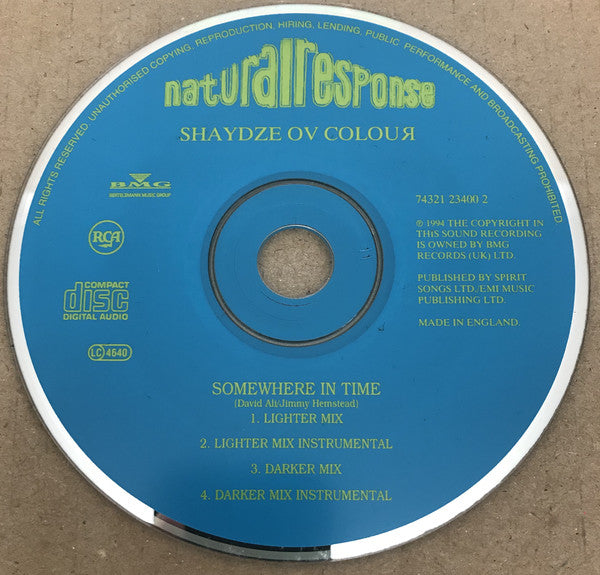 ALL RIGHTS RESERVED. UNAUTHORISED COPYING, REPRODUCTION, HIRING, LENDING, PUBLIC PERFORMANCE AND BROADCASTING PROHIBITED.
naturalresponse
SHAYDZE OV COLOUЯ
BMG
BERTELSMANN MUSIC GROUP
74321 23400 2
RCA
℗ 1994 THE COPYRIGHT IN
THiS SOUND RECORDING
IS OWNED BY BMG
RECORDS (UK) LTD.
COMPACT
disc
DIGITAL AUDIO
PUBLISHED BY SPIRIT
SONGS LTD./EMI MUSIC
PUBLISHING LTD.
MADE IN ENGLAND.
LC 4640
SOMEWHERE IN TIME
(David Ali/Jimmy Hemstead)
1. LIGHTER MIX
2. LIGHTER MIX INSTRUMENTAL
3. DARKER MIX
4. DARKER MIX INSTRUMENTAL